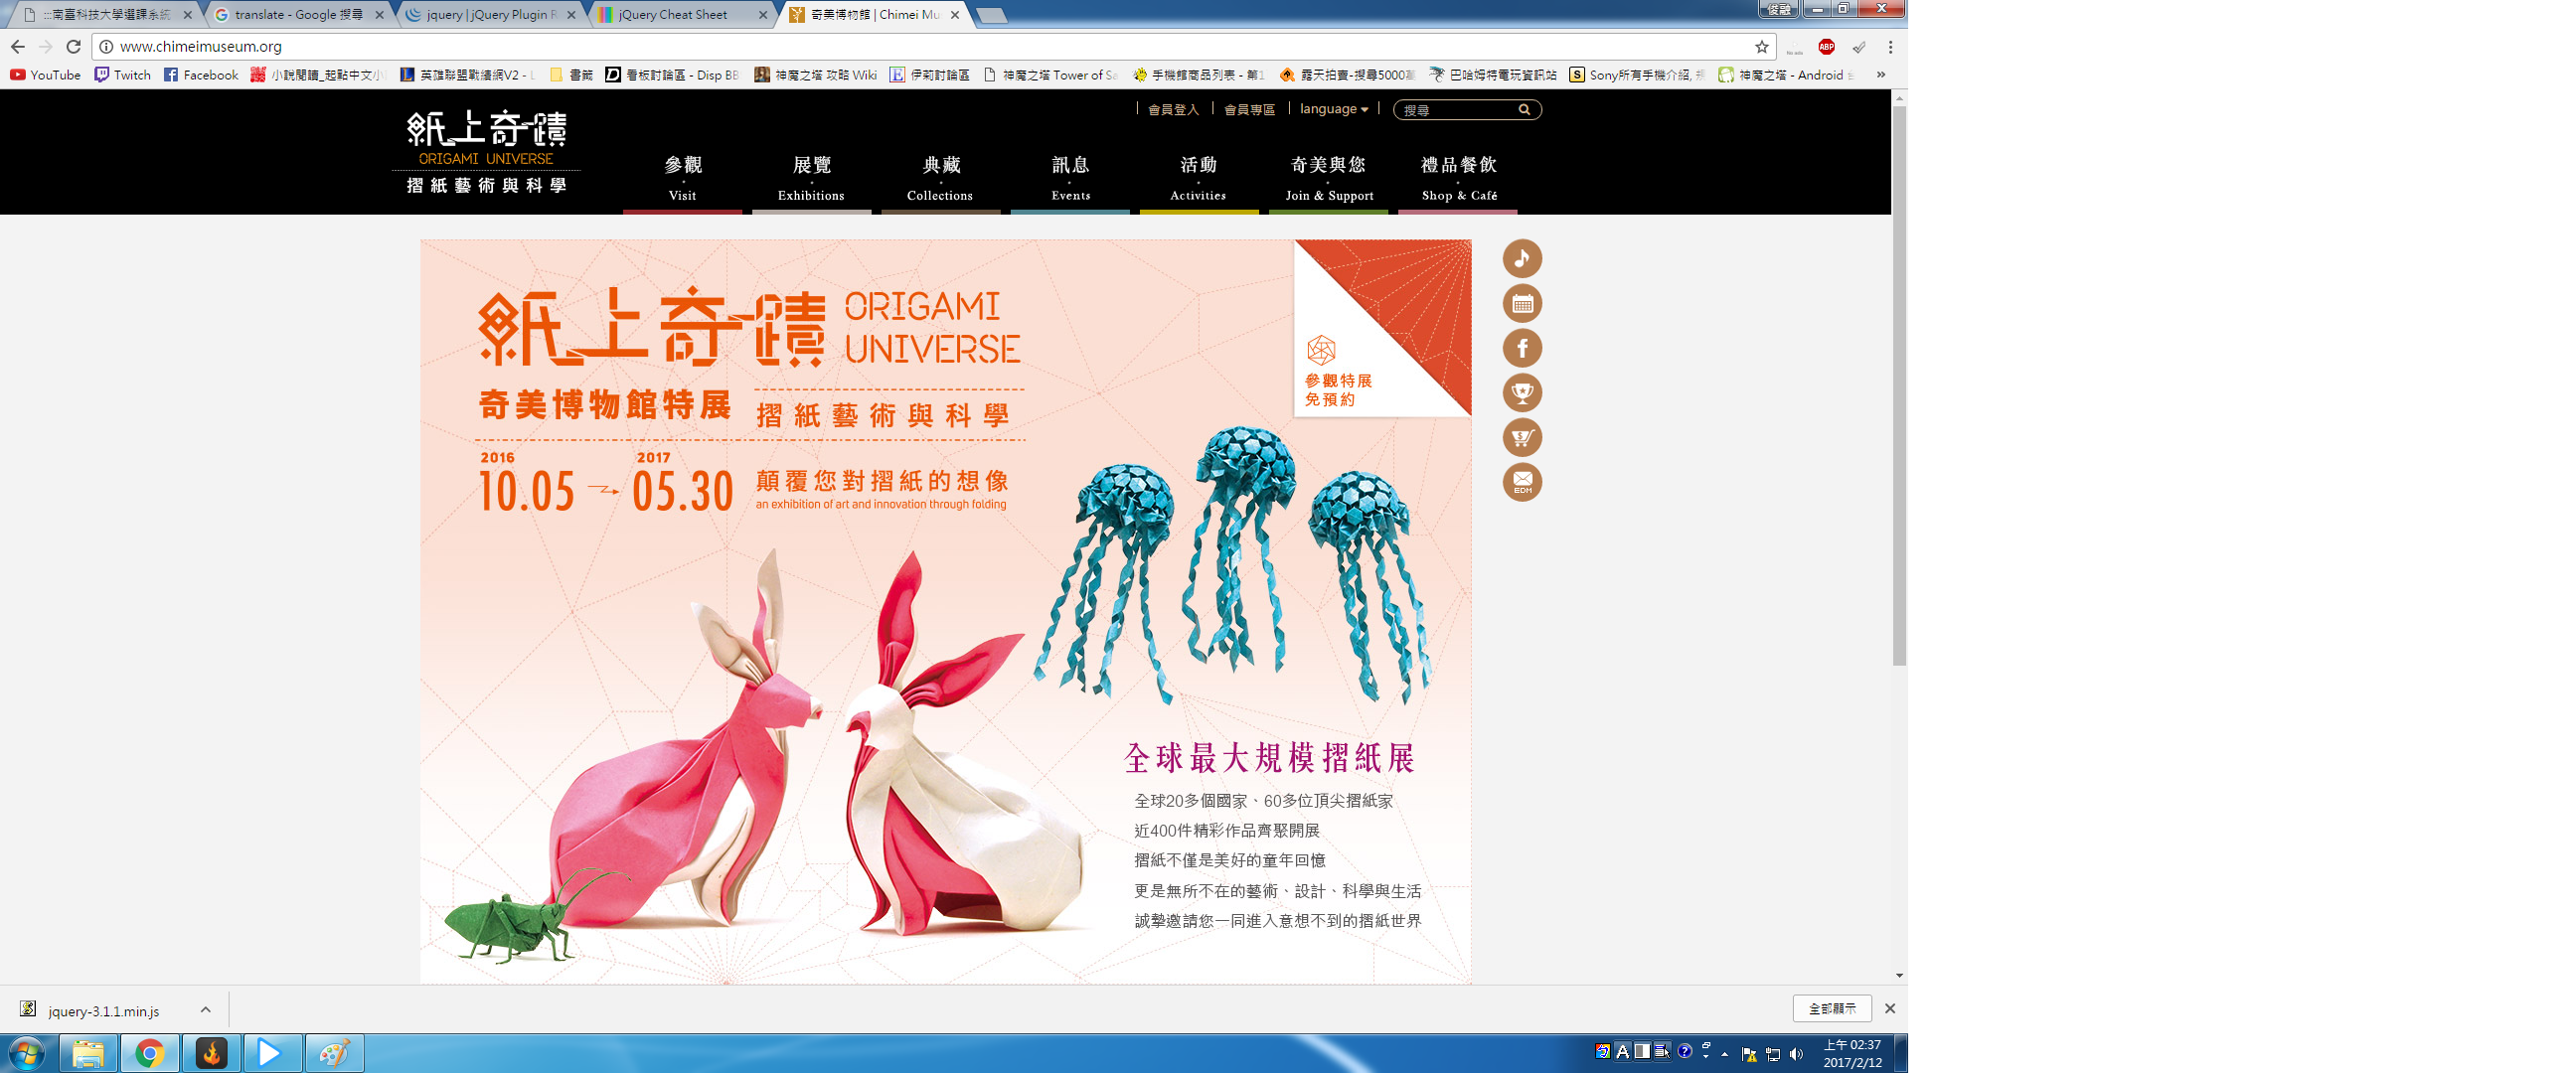 :::南臺科技大學選課系統
translate - Google 搜尋
jquery | jQuery Plugin R
jQuery Cheat Sheet
奇美博物館 | Chimei Mu
俊融
www.chimeimuseum.org
ABP
YouTube
Twitch
Facebook
小說閱讀_起點中文小
英雄聯盟戰績網V2 - L
書籤
看板討論區 - Disp BB
神魔之塔 攻略 Wiki
伊莉討論區
神魔之塔 Tower of Sa
手機館商品列表 - 第1
露天拍賣-搜尋5000萬
巴哈姆特電玩資訊站
Sony所有手機介紹, 規
神魔之塔 - Android
»
會員登入
會員專區
language
搜尋
紙上奇蹟
ORIGAMI UNIVERSE
摺紙藝術與科學
參觀
Visit
展覽
Exhibitions
典藏
Collections
訊息
Events
活動
Activities
奇美與您
Join & Support
禮品餐飲
Shop & Café
紙上奇蹟
ORIGAMI
UNIVERSE
奇美博物館特展
摺紙藝術與科學
2016
10.05
2017
05.30
顛覆您對摺紙的想像
an exhibition of art and innovation through folding
參觀特展
免預約
EDM
全球最大規模摺紙展
全球20多個國家、60多位頂尖摺紙家
近400件精彩作品齊聚開展
摺紙不僅是美好的童年回憶
更是無所不在的藝術、設計、科學與生活
誠摯邀請您一同進入意想不到的摺紙世界
jquery-3.1.1.min.js
全部顯示
A
上午 02:37
2017/2/12